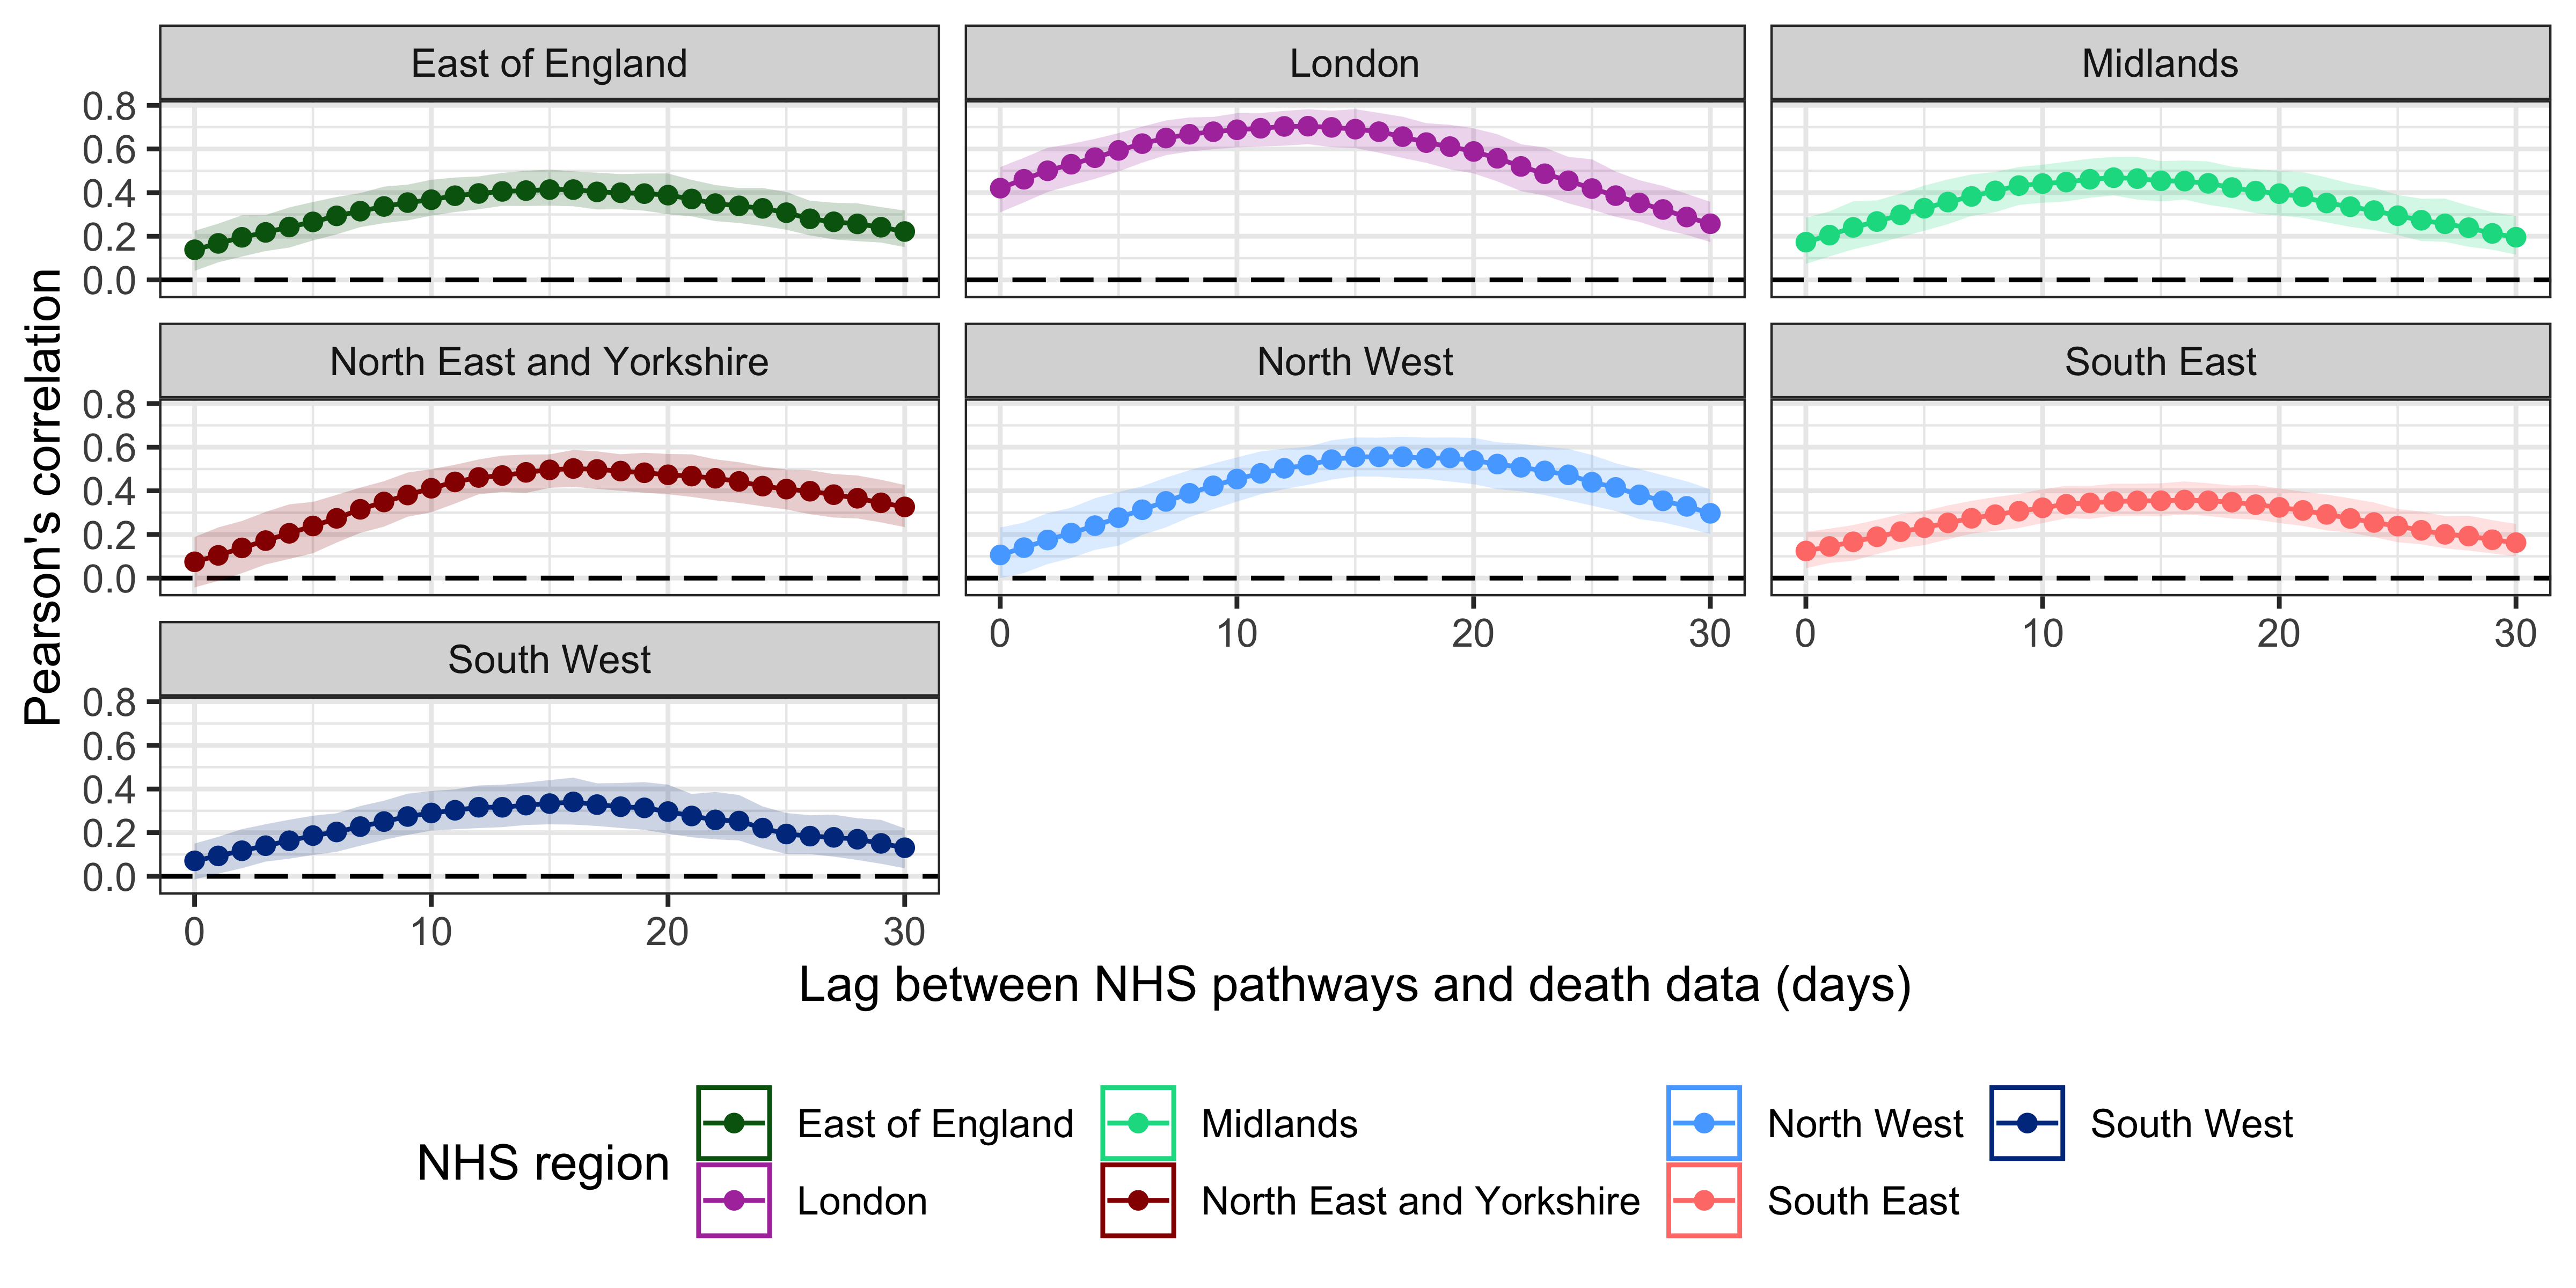 East of England
London
Midlands
0.8
0.6
0.4
0.2
0.0
North East and Yorkshire
North West
South East
0.8
0.6
0.4
0.2
0.0
0 10 20 30
0 10 20 30
South West
0.8
0.6
0.4
0.2
0.0
0 10 20 30
Pearson's correlation
Lag between NHS pathways and death data (days)
NHS region
East of England
London
Midlands
North East and Yorkshire
North West
South East
South West